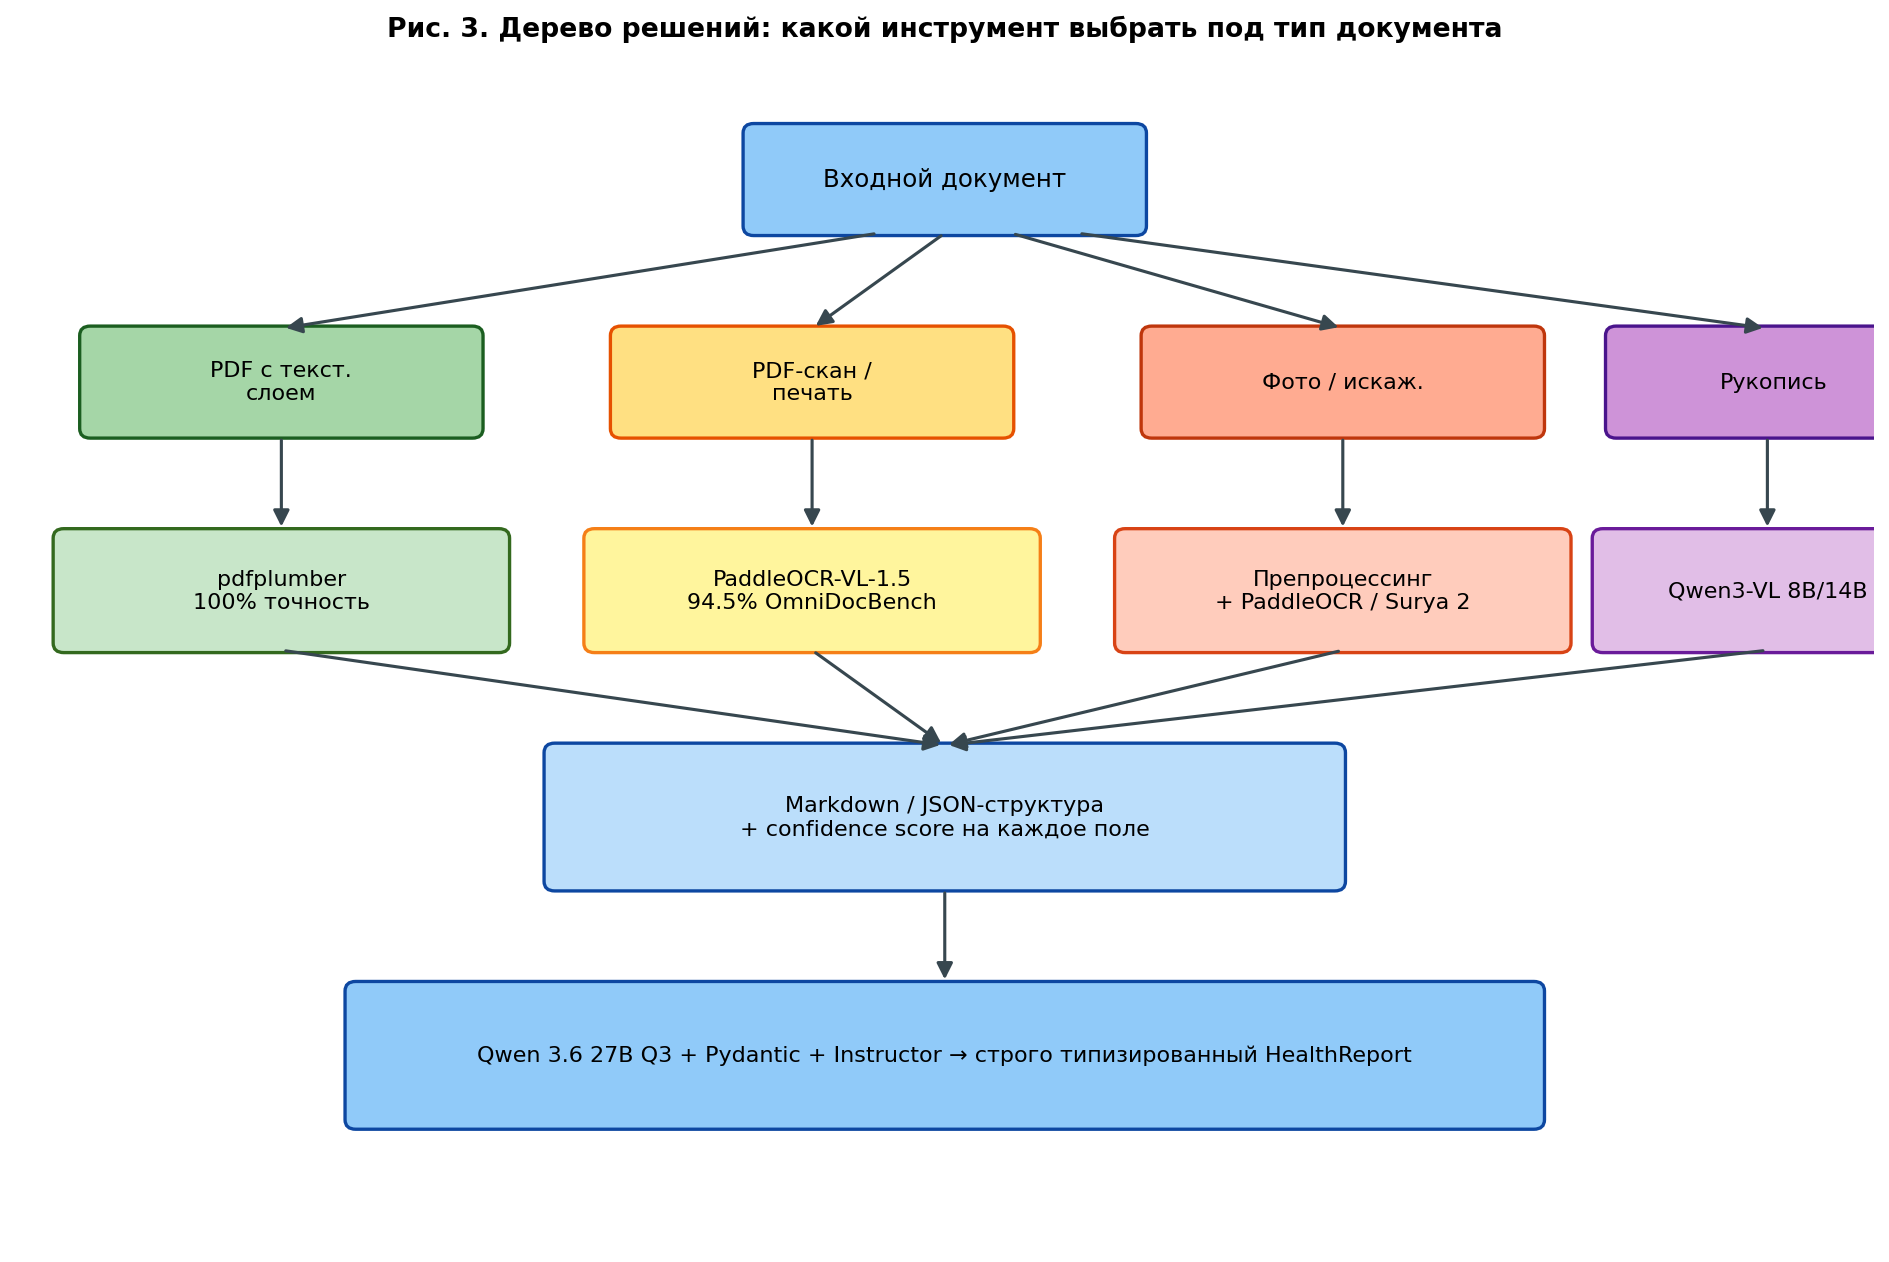 Рис. 3. Дерево решений: какой инструмент выбрать под тип документа
Входной документ
PDF с текст.
слоем
PDF-скан /
печать
Фото / искаж.
Рукопись
pdfplumber
100% точность
PaddleOCR-VL-1.5
94.5% OmniDocBench
Препроцессинг
+ PaddleOCR / Surya 2
Qwen3-VL 8B/14B
Markdown / JSON-структура
+ confidence score на каждое поле
Qwen 3.6 27B Q3 + Pydantic + Instructor → строго типизированный HealthReport